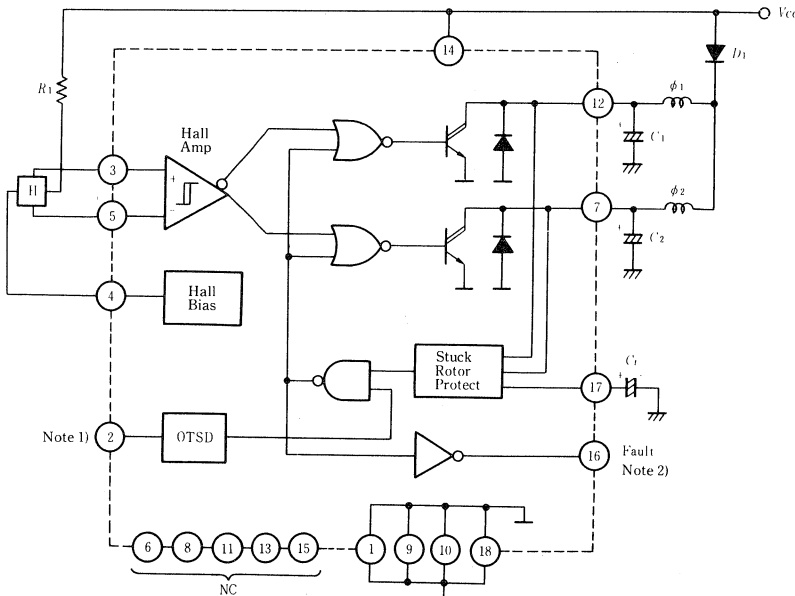 Vcc
14
D1
R1
ϕ1
12
C1
+
Hall
Amp
3
+
H
5
-
ϕ2
7
C2
+
4
Hall
Bias
Stuck
Rotor
Protect
Ct
+
17
Note 1)
2
OTSD
16
Fault
Note 2)
6
8
11
13
15
1
9
10
18
NC